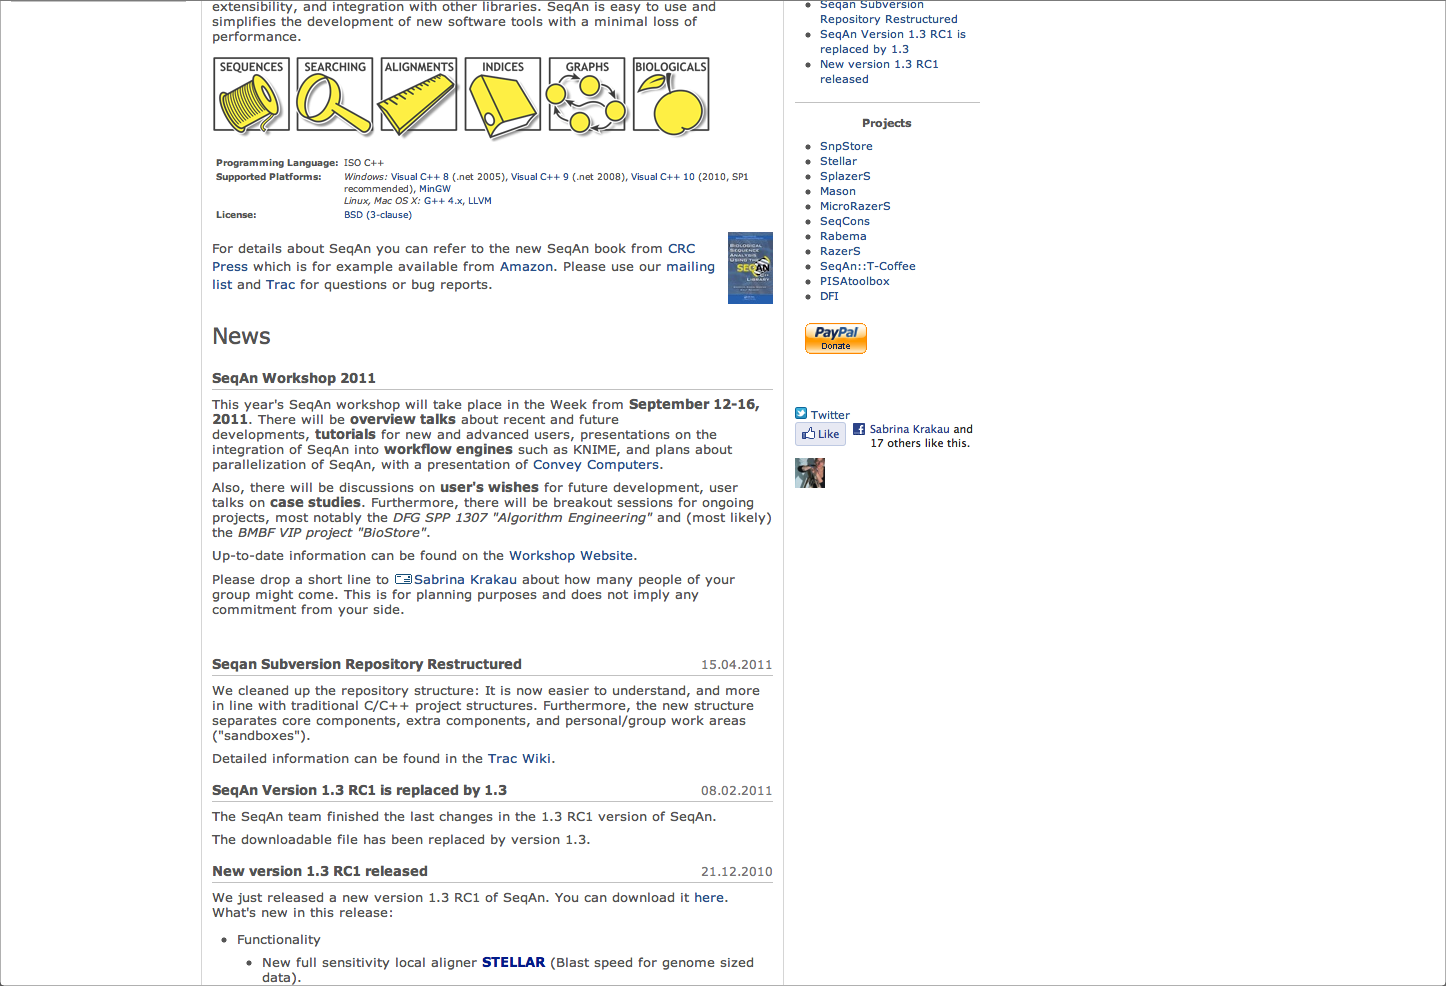 extensibility, and integration with other libraries. SeqAn is easy to use and
simplifies the development of new software tools with a minimal loss of
performance.
SEQUENCES
SEARCHING
ALIGNMENTS
INDICES
GRAPHS
BIOLOGICALS
Programming Language: ISO C++
Supported Platforms: Windows: Visual C++ 8 (.net 2005), Visual C++ 9 (.net 2008), Visual C++ 10 (2010, SP1
recommended), MinGW
Linux, Mac OS X: G++ 4.x, LLVM
License: BSD (3-clause)
For details about SeqAn you can refer to the new SeqAn book from CRC
Press which is for example available from Amazon. Please use our mailing
list and Trac for questions or bug reports.
BIOLOGICAL
SEQUENCE
ANALYSIS
USING THE
SEQAN
C++
LIBRARY
News
SeqAn Workshop 2011
This year's SeqAn workshop will take place in the Week from September 12-16,
2011. There will be overview talks about recent and future
developments, tutorials for new and advanced users, presentations on the
integration of SeqAn into workflow engines such as KNIME, and plans about
parallelization of SeqAn, with a presentation of Convey Computers.
Also, there will be discussions on user's wishes for future development, user
talks on case studies. Furthermore, there will be breakout sessions for ongoing
projects, most notably the DFG SPP 1307 "Algorithm Engineering" and (most likely)
the BMBF VIP project "BioStore".
Up-to-date information can be found on the Workshop Website.
Please drop a short line to Sabrina Krakau about how many people of your
group might come. This is for planning purposes and does not imply any
commitment from your side.
Seqan Subversion Repository Restructured 15.04.2011
We cleaned up the repository structure: It is now easier to understand, and more
in line with traditional C/C++ project structures. Furthermore, the new structure
separates core components, extra components, and personal/group work areas
("sandboxes").
Detailed information can be found in the Trac Wiki.
SeqAn Version 1.3 RC1 is replaced by 1.3 08.02.2011
The SeqAn team finished the last changes in the 1.3 RC1 version of SeqAn.
The downloadable file has been replaced by version 1.3.
New version 1.3 RC1 released 21.12.2010
We just released a new version 1.3 RC1 of SeqAn. You can download it here.
What's new in this release:
Functionality
New full sensitivity local aligner STELLAR (Blast speed for genome sized
data).
Seqan Subversion
Repository Restructured
SeqAn Version 1.3 RC1 is
replaced by 1.3
New version 1.3 RC1
released
Projects
SnpStore
Stellar
SplazerS
Mason
MicroRazerS
SeqCons
Rabema
RazerS
SeqAn::T-Coffee
PISAtoolbox
DFI
PayPal
Donate
Twitter
Like
Sabrina Krakau and
17 others like this.